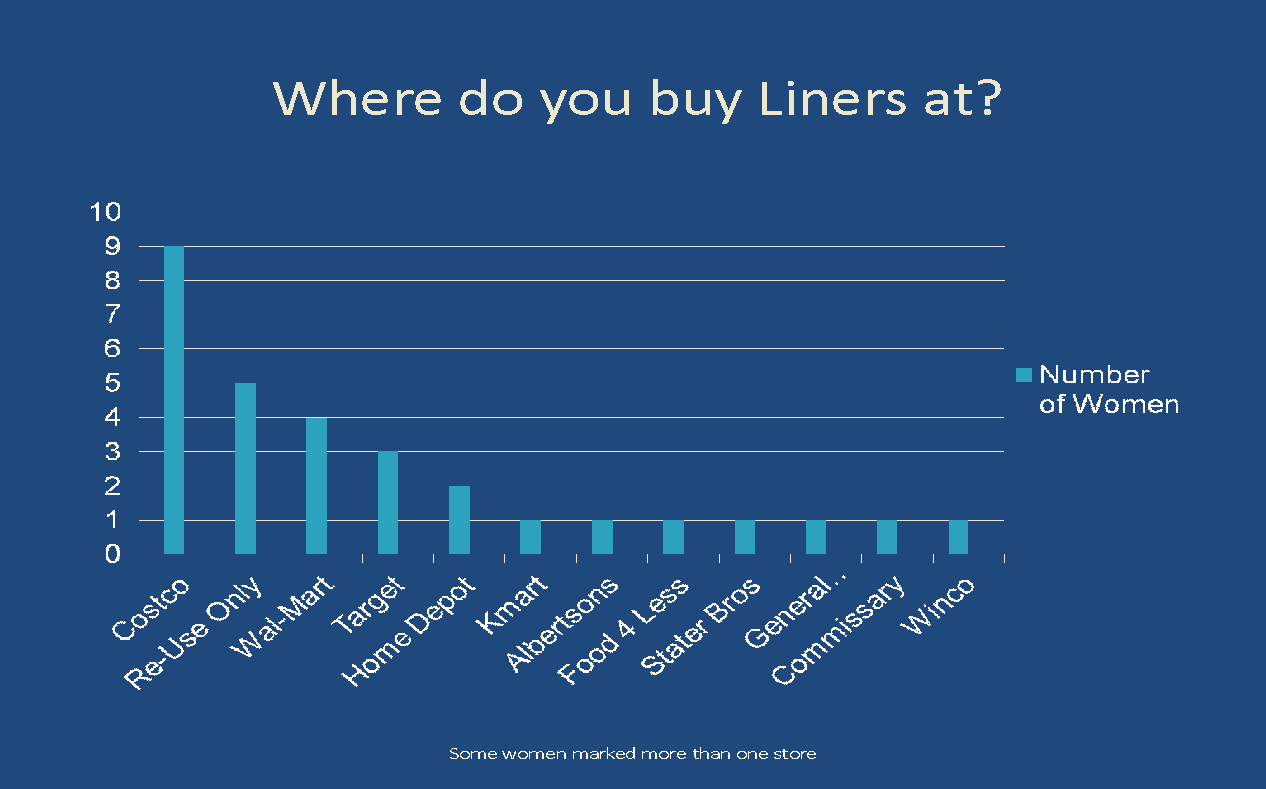 Where do you buy Liners at?
10
9
8
7
6
5
4
3
2
1
0
Number
of Women
Costco
Re-Use Only
Wal-Mart
Target
Home Depot
Kmart
Albertsons
Food 4 Less
Stater Bros
General…
Commissary
Winco
Some women marked more than one store